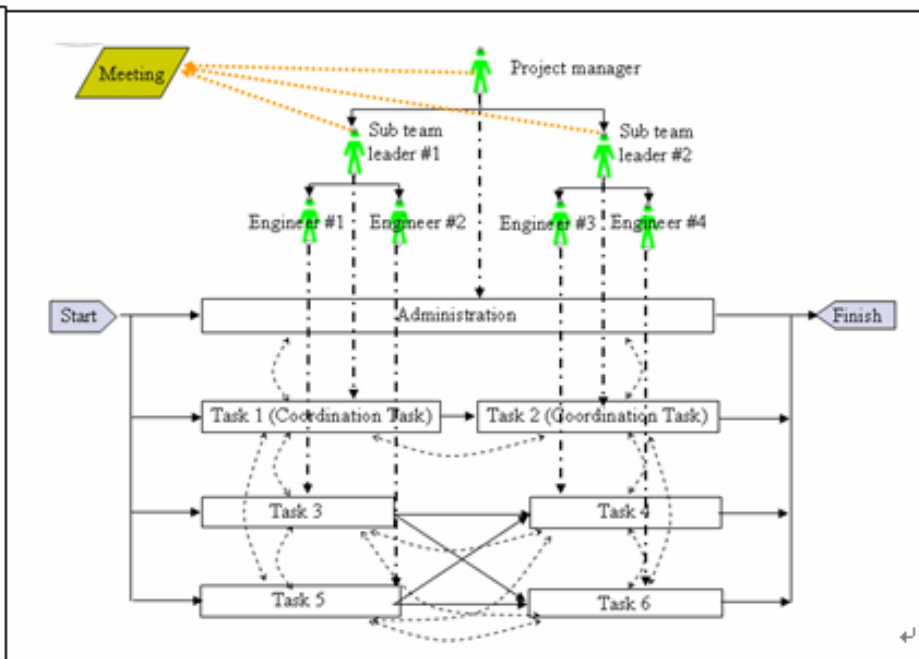 Meeting
Project manager
Sub team
leader #1
Sub team
leader #2
Engineer #1
Engineer #2
Engineer #3
Engineer #4
Start
Administration
Finish
Task 1 (Coordination Task)
Task 2 (Coordination Task)
Task 3
Task 4
Task 5
Task 6